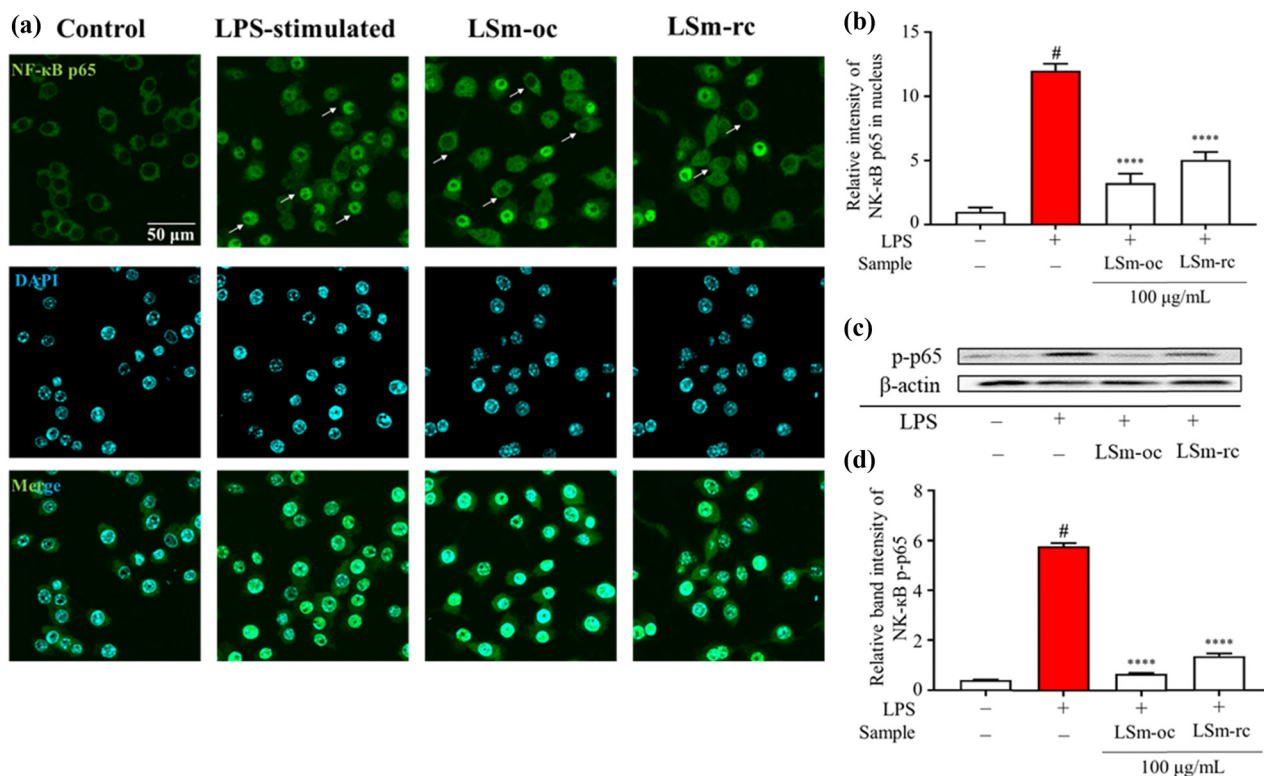 (a) Control LPS-stimulated LSm-oc LSm-rc
NF-κB p65
50 μm
DAPI
Merge
(b)
Relative intensity of
NK-κB p65 in nucleus
15
10
5
0
#
**** ****
LPS − + + +
Sample − − LSm-oc LSm-rc
100 μg/mL
(c)
p-p65
β-actin
LPS − + + +
− − LSm-oc LSm-rc
(d)
Relative band intensity of
NK-κB p-p65
8
6
4
2
0
#
**** ****
LPS − + + +
Sample − − LSm-oc LSm-rc
100 μg/mL